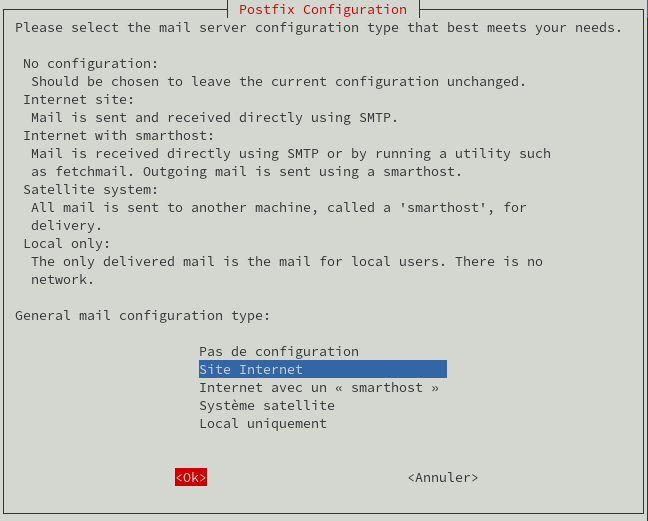 Postfix Configuration
Please select the mail server configuration type that best meets your needs.
No configuration:
Should be chosen to leave the current configuration unchanged.
Internet site:
Mail is sent and received directly using SMTP.
Internet with smarthost:
Mail is received directly using SMTP or by running a utility such
as fetchmail. Outgoing mail is sent using a smarthost.
Satellite system:
All mail is sent to another machine, called a 'smarthost', for
delivery.
Local only:
The only delivered mail is the mail for local users. There is no
network.
General mail configuration type:
Pas de configuration
Site Internet
Internet avec un « smarthost »
Système satellite
Local uniquement
<Ok> <Annuler>